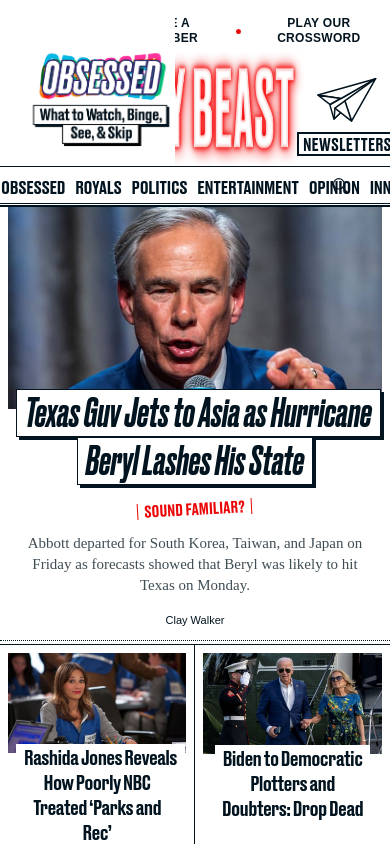 PLAY OUR
CROSSWORD
OBSESSED
What to Watch, Binge,
See, & Skip
BEAST
NEWSLETTERS
OBSESSED ROYALS POLITICS ENTERTAINMENT OPINION INN
Texas Guv Jets to Asia as Hurricane
Beryl Lashes His State
SOUND FAMILIAR?
Abbott departed for South Korea, Taiwan, and Japan on
Friday as forecasts showed that Beryl was likely to hit
Texas on Monday.
Clay Walker
Rashida Jones Reveals
How Poorly NBC
Treated ‘Parks and
Rec’
Biden to Democratic
Plotters and
Doubters: Drop Dead